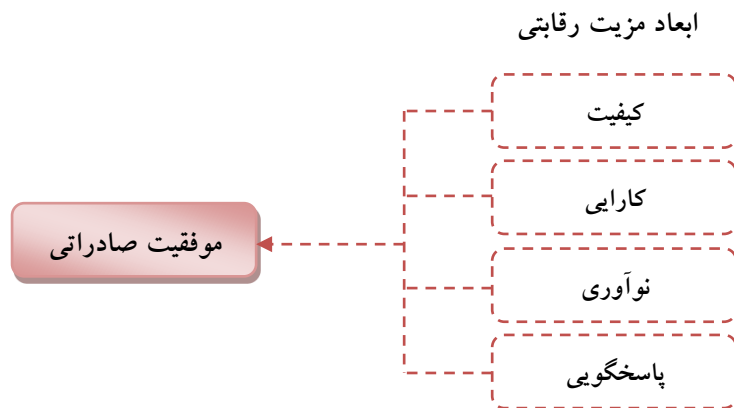 ابعاد مزیت رقابتی
کیفیت
کارایی
نوآوری
پاسخگویی
موفقیت صادراتی